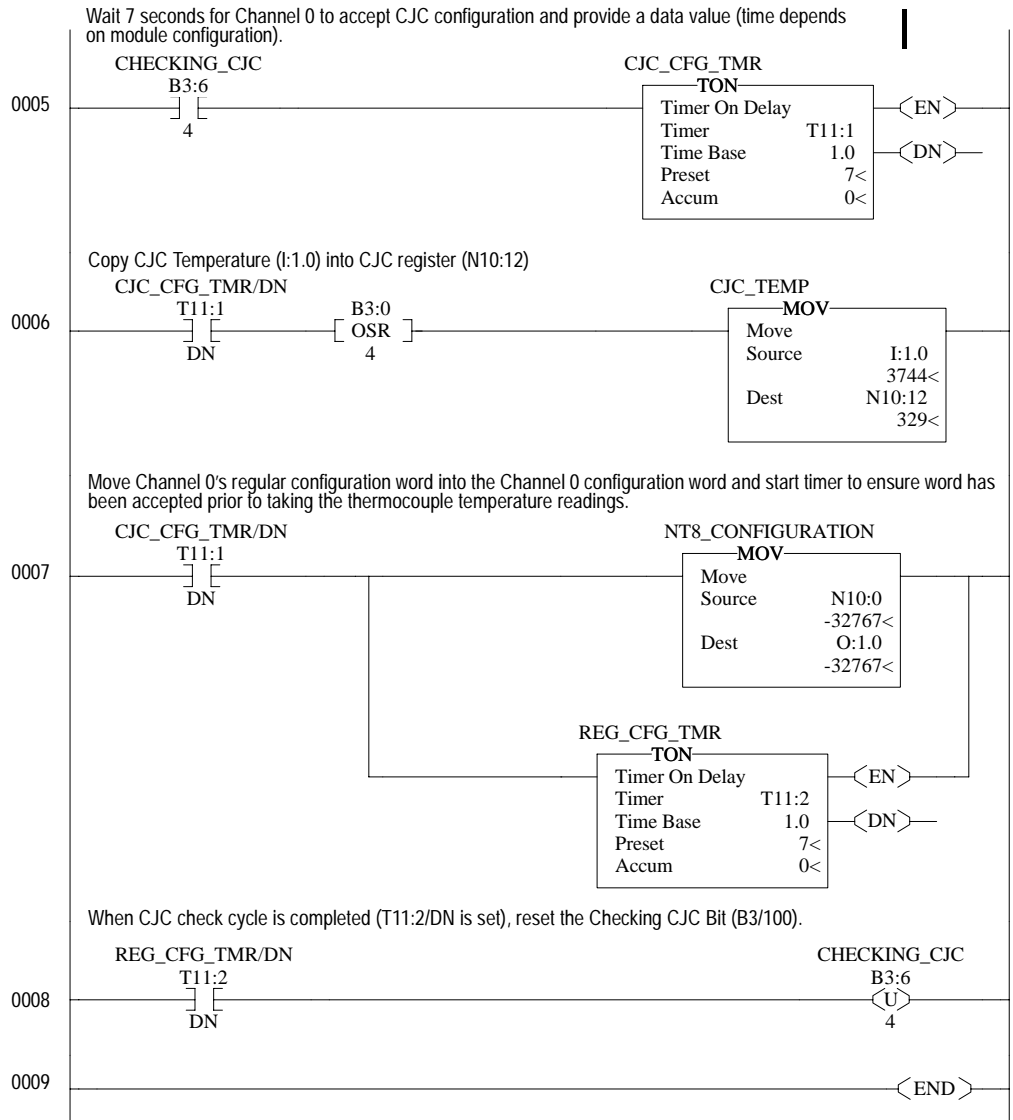 Wait 7 seconds for Channel 0 to accept CJC configuration and provide a data value (time depends
on module configuration).
CHECKING_CJC
B3:6
4
0005
CJC_CFG_TMR
TON
Timer On Delay
Timer T11:1
Time Base 1.0
Preset 7<
Accum 0<
EN
DN
Copy CJC Temperature (I:1.0) into CJC register (N10:12)
CJC_CFG_TMR/DN
T11:1
DN
B3:0
OSR
4
0006
CJC_TEMP
MOV
Move
Source I:1.0
3744<
Dest N10:12
329<
Move Channel 0's regular configuration word into the Channel 0 configuration word and start timer to ensure word has
been accepted prior to taking the thermocouple temperature readings.
CJC_CFG_TMR/DN
T11:1
DN
0007
NT8_CONFIGURATION
MOV
Move
Source N10:0
-32767<
Dest O:1.0
-32767<
REG_CFG_TMR
TON
Timer On Delay
Timer T11:2
Time Base 1.0
Preset 7<
Accum 0<
EN
DN
When CJC check cycle is completed (T11:2/DN is set), reset the Checking CJC Bit (B3/100).
REG_CFG_TMR/DN
T11:2
DN
0008
CHECKING_CJC
B3:6
U
4
0009
END